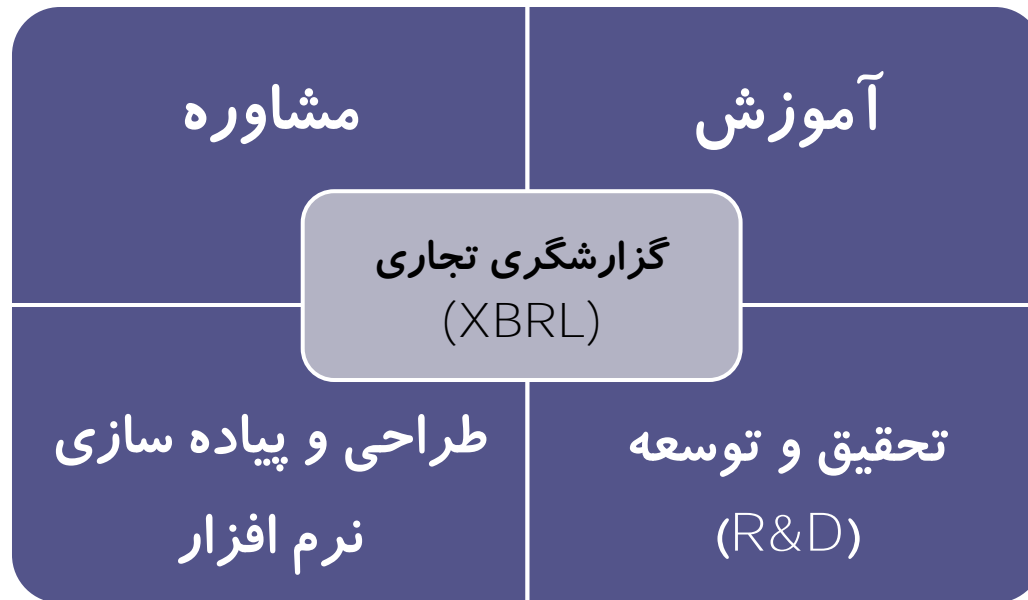 آموزش
مشاوره
گزارشگری تجاری
(XBRL)
تحقیق و توسعه
(R&D)
طراحی و پیاده سازی
نرم افزار